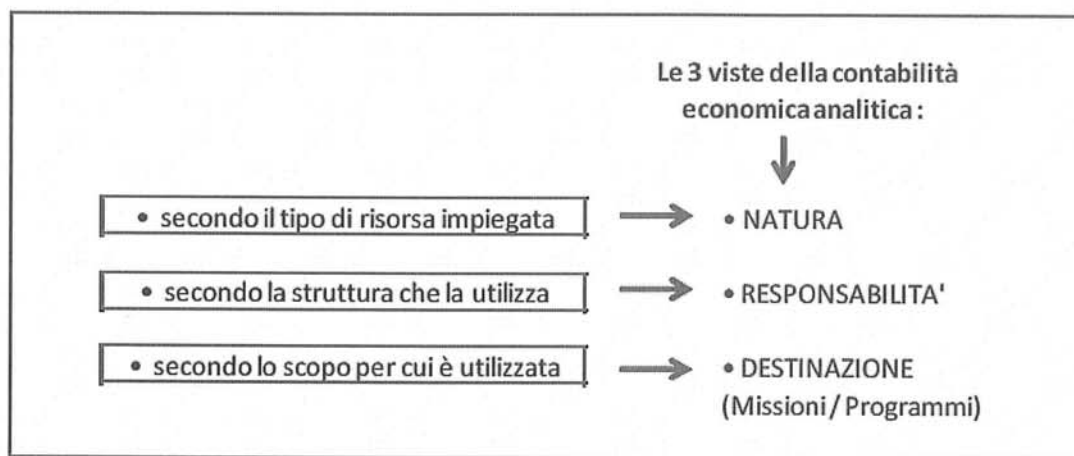 Le 3 viste della contabilità
economica analitica :
• secondo il tipo di risorsa impiegata
• NATURA
• secondo la struttura che la utilizza
• RESPONSABILITA'
• secondo lo scopo per cui è utilizzata
• DESTINAZIONE
(Missioni / Programmi)